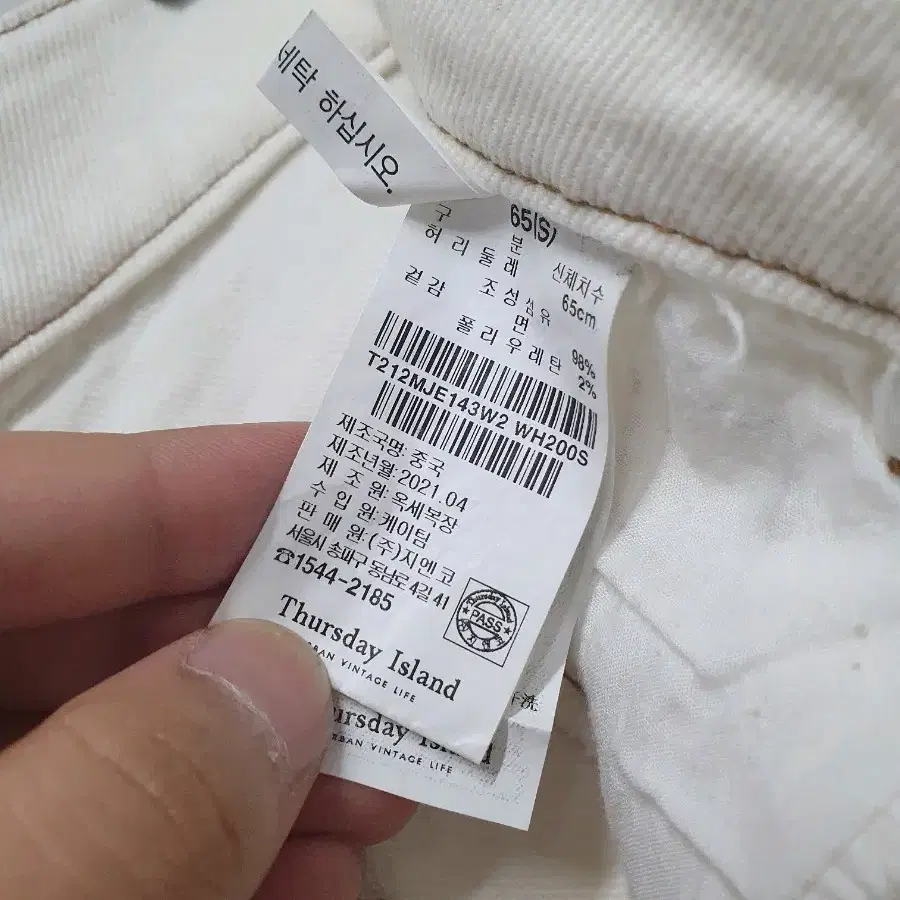 세탁 하십시오.
65(S)
구 분 신체치수
허리둘레 65cm
겉감 조성섬유
면 98%
폴리우레탄 2%
T212MJE143W2 WH200S
제조국명:중국
제조년월:2021.04
제 조 원:옥세복장
수 입 원:케이팀
판 매 원:(주)지엔코
서울시 송파구 동남로4길 41
☎1544-2185
Thursday Island
PASS
Thursday Island
URBAN VINTAGE LIFE
Thursday Island
URBAN VINTAGE LIFE